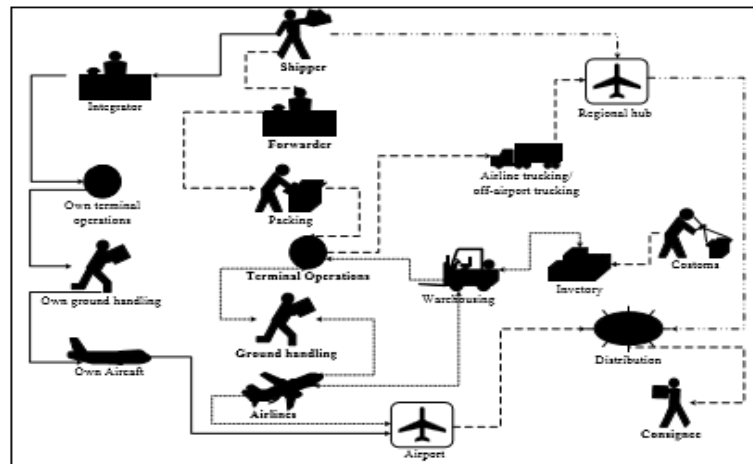 Shipper
Integrator
Regional hub
Forwarder
Airline trucking/
off-airport trucking
Own terminal
operations
Packing
Terminal Operations
Warehousing
Invetory
Costoms
Own ground handling
Ground handling
Distribution
Own Aircaft
Airlines
Airport
Consignee